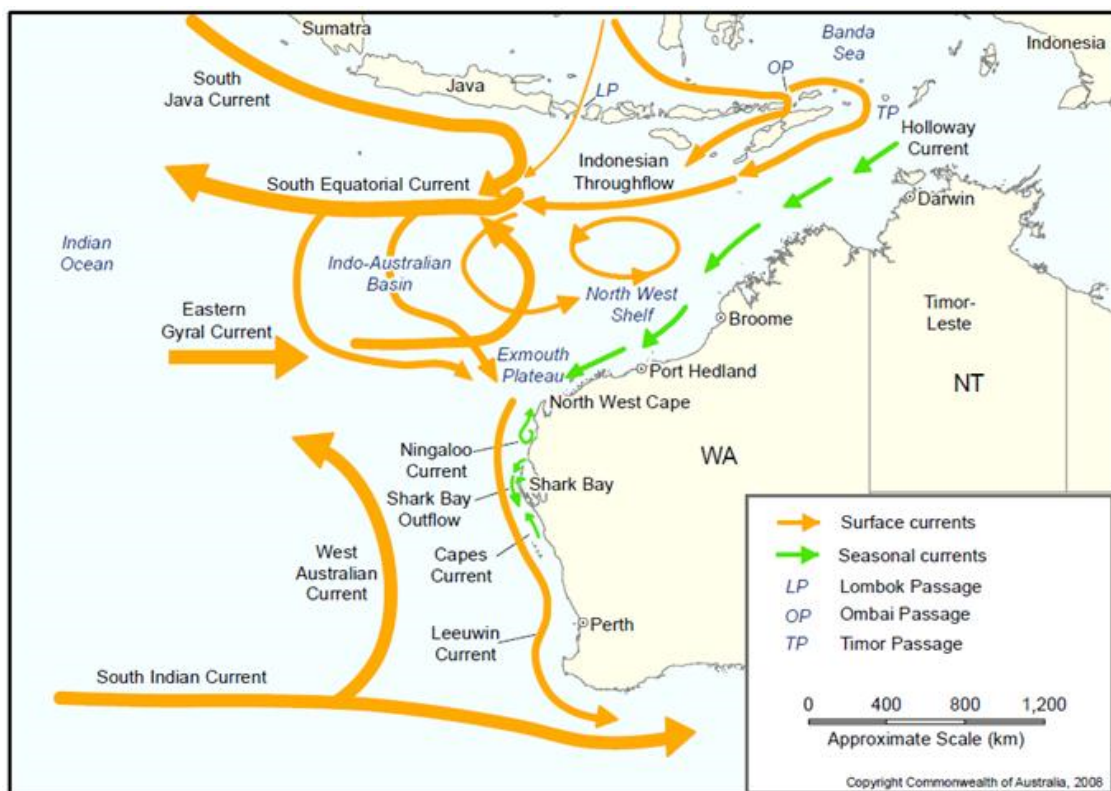 Sumatra
Banda
Sea
Indonesia
OP
South
Java Current
Java
LP
TP
Holloway
Current
Indonesian
Throughflow
South Equatorial Current
Darwin
Indian
Ocean
Indo-Australian
Basin
North West
Shelf
Eastern
Gyral Current
Broome
Timor-
Leste
Exmouth
Plateau
Port Hedland
NT
North West Cape
Ningaloo
Current
WA
Shark Bay
Shark Bay
Outflow
West
Australian
Current
Capes
Current
Leeuwin
Current
Perth
South Indian Current
Surface currents
Seasonal currents
LP Lombok Passage
OP Ombai Passage
TP Timor Passage
0 400 800 1,200
Approximate Scale (km)
Copyright Commonwealth of Australia, 2008